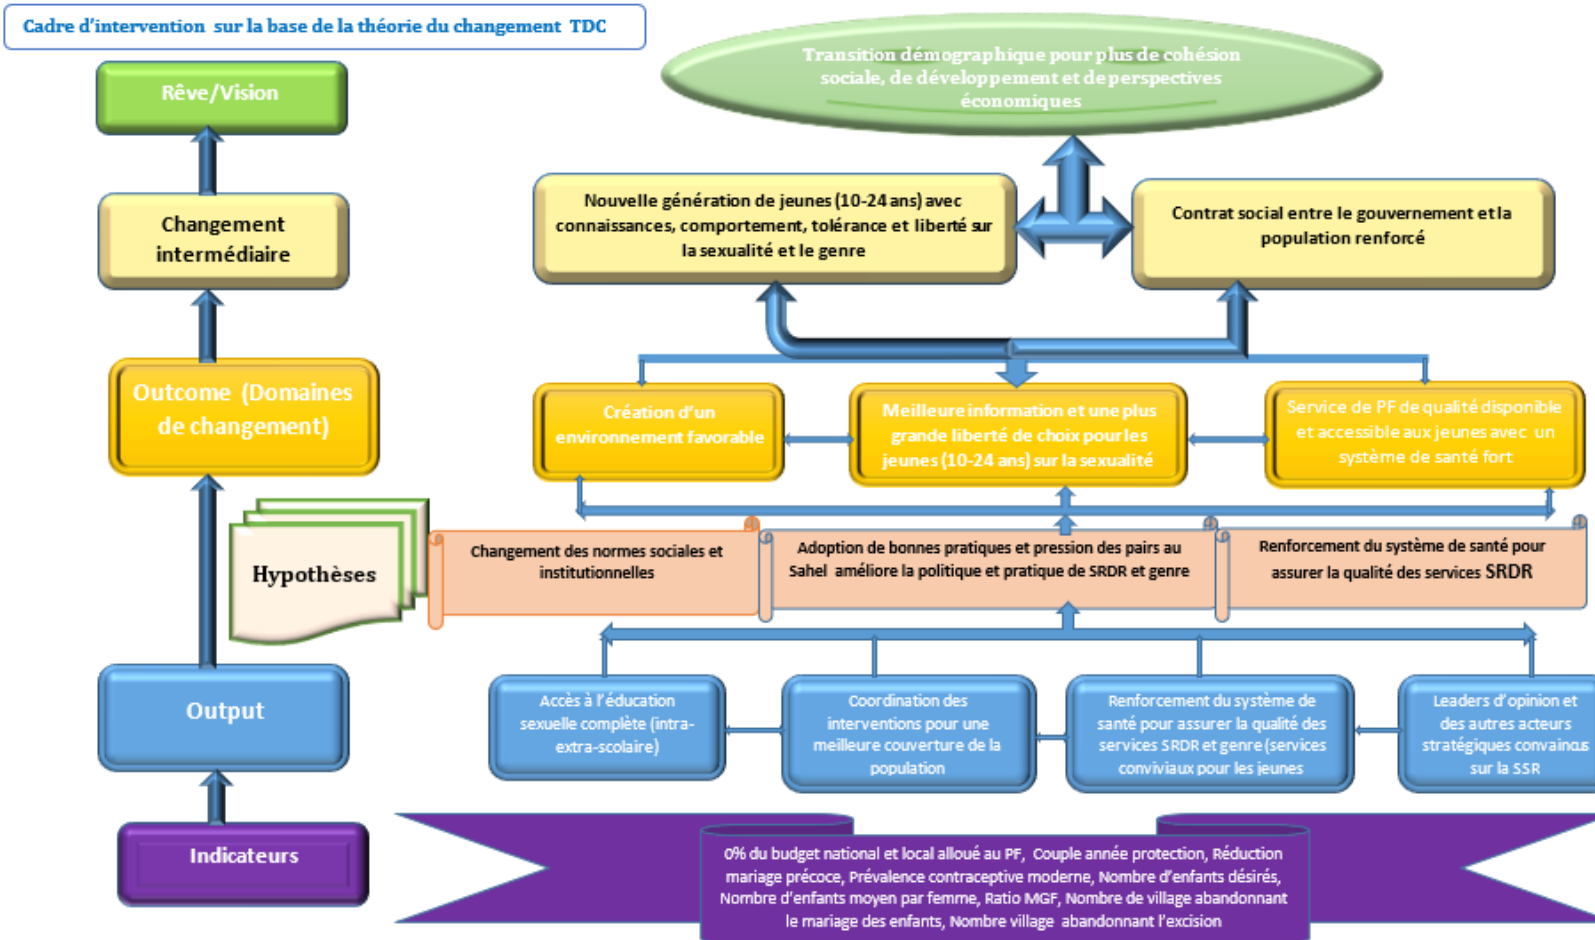 Cadre d'intervention sur la base de la théorie du changement TDC
Transition démographique pour plus de cohésion
sociale, de développement et de perspectives
économiques
Rêve/Vision
Changement
intermédiaire
Nouvelle génération de jeunes (10-24 ans) avec
connaissances, comportement, tolérance et liberté sur
la sexualité et le genre
Contrat social entre le gouvernement et la
population renforcé
Outcome (Domaines
de changement)
Création d'un
environnement favorable
Meilleure information et une plus
grande liberté de choix pour les
jeunes (10-24 ans) sur la sexualité
Service de PF de qualité disponible
et accessible aux jeunes avec un
système de santé fort
Hypothèses
Changement des normes sociales et
institutionnelles
Adoption de bonnes pratiques et pression des pairs au
Sahel améliore la politique et pratique de SRDR et genre
Renforcement du système de santé pour
assurer la qualité des services SRDR
Output
Accès à l'éducation
sexuelle complète (intra-
extra-scolaire)
Coordination des
interventions pour une
meilleure couverture de la
population
Renforcement du système de
santé pour assurer la qualité des
services SRDR et genre (services
conviviaux pour les jeunes
Leaders d'opinion et
des autres acteurs
stratégiques convaincus
sur la SSR
Indicateurs
0% du budget national et local alloué au PF, Couple année protection, Réduction
mariage précoce, Prévalence contraceptive moderne, Nombre d'enfants désirés,
Nombre d'enfants moyen par femme, Ratio MGF, Nombre de village abandonnant
le mariage des enfants, Nombre village abandonnant l'excision